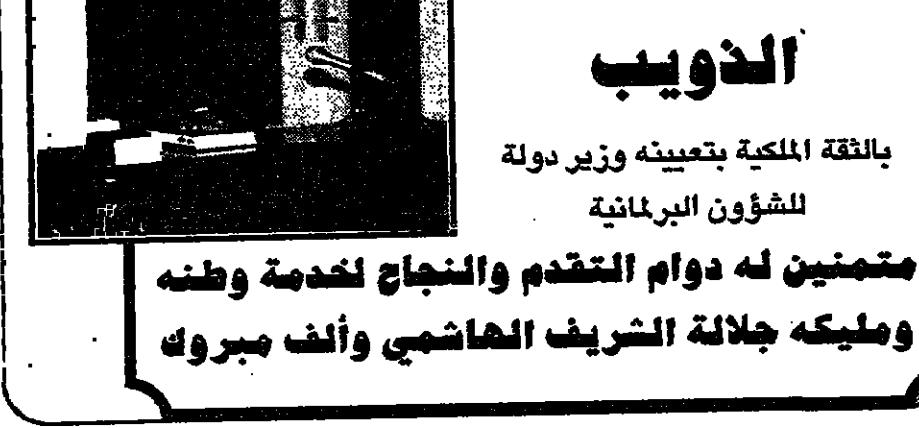 الذويب
بالثقة الملكية بتعيينه وزير دولة
للشؤون البرلمانية
متمنين له دوام التقدم والنجاح لخدمة وطنه
ومليكه جلالة الشريف الهاشمي وألف مبروك